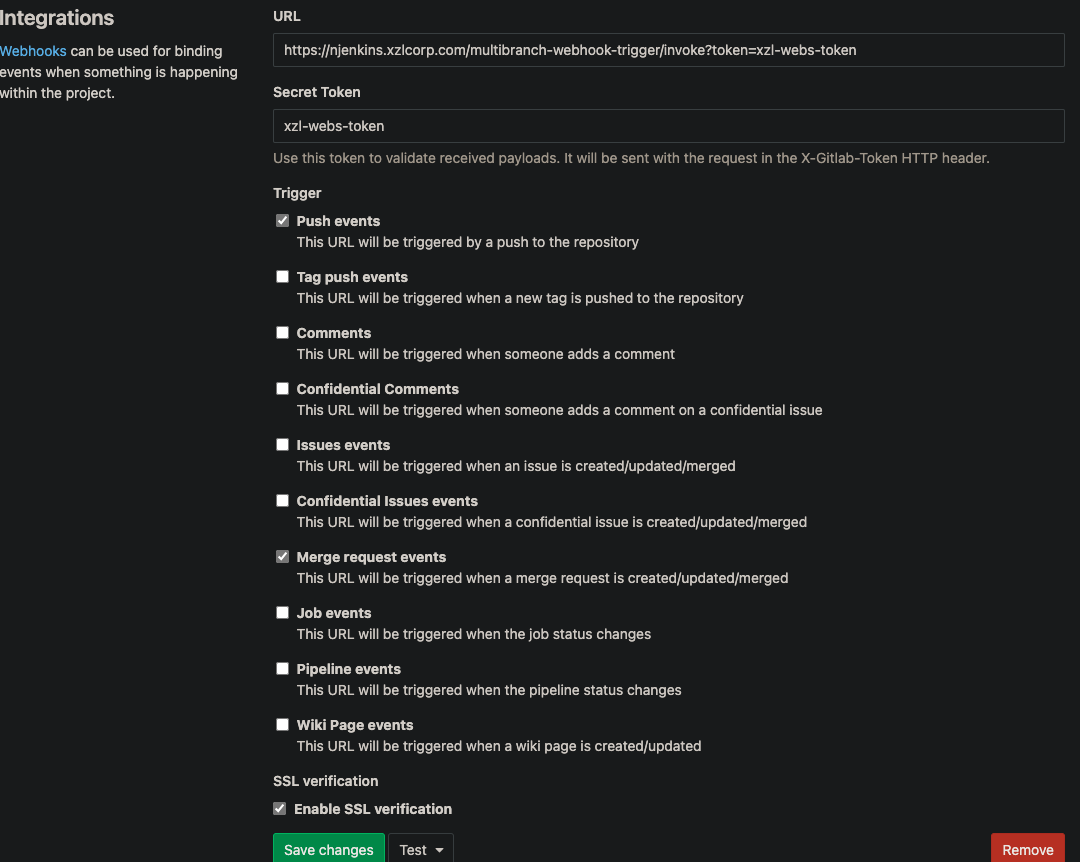 Integrations
Webhooks can be used for binding
events when something is happening
within the project.
URL
https://njenkins.xzlcorp.com/multibranch-webhook-trigger/invoke?token=xzl-webs-token
Secret Token
xzl-webs-token
Use this token to validate received payloads. It will be sent with the request in the X-Gitlab-Token HTTP header.
Trigger
Push events
This URL will be triggered by a push to the repository
Tag push events
This URL will be triggered when a new tag is pushed to the repository
Comments
This URL will be triggered when someone adds a comment
Confidential Comments
This URL will be triggered when someone adds a comment on a confidential issue
Issues events
This URL will be triggered when an issue is created/updated/merged
Confidential Issues events
This URL will be triggered when a confidential issue is created/updated/merged
Merge request events
This URL will be triggered when a merge request is created/updated/merged
Job events
This URL will be triggered when the job status changes
Pipeline events
This URL will be triggered when the pipeline status changes
Wiki Page events
This URL will be triggered when a wiki page is created/updated
SSL verification
Enable SSL verification
Save changes Test Remove